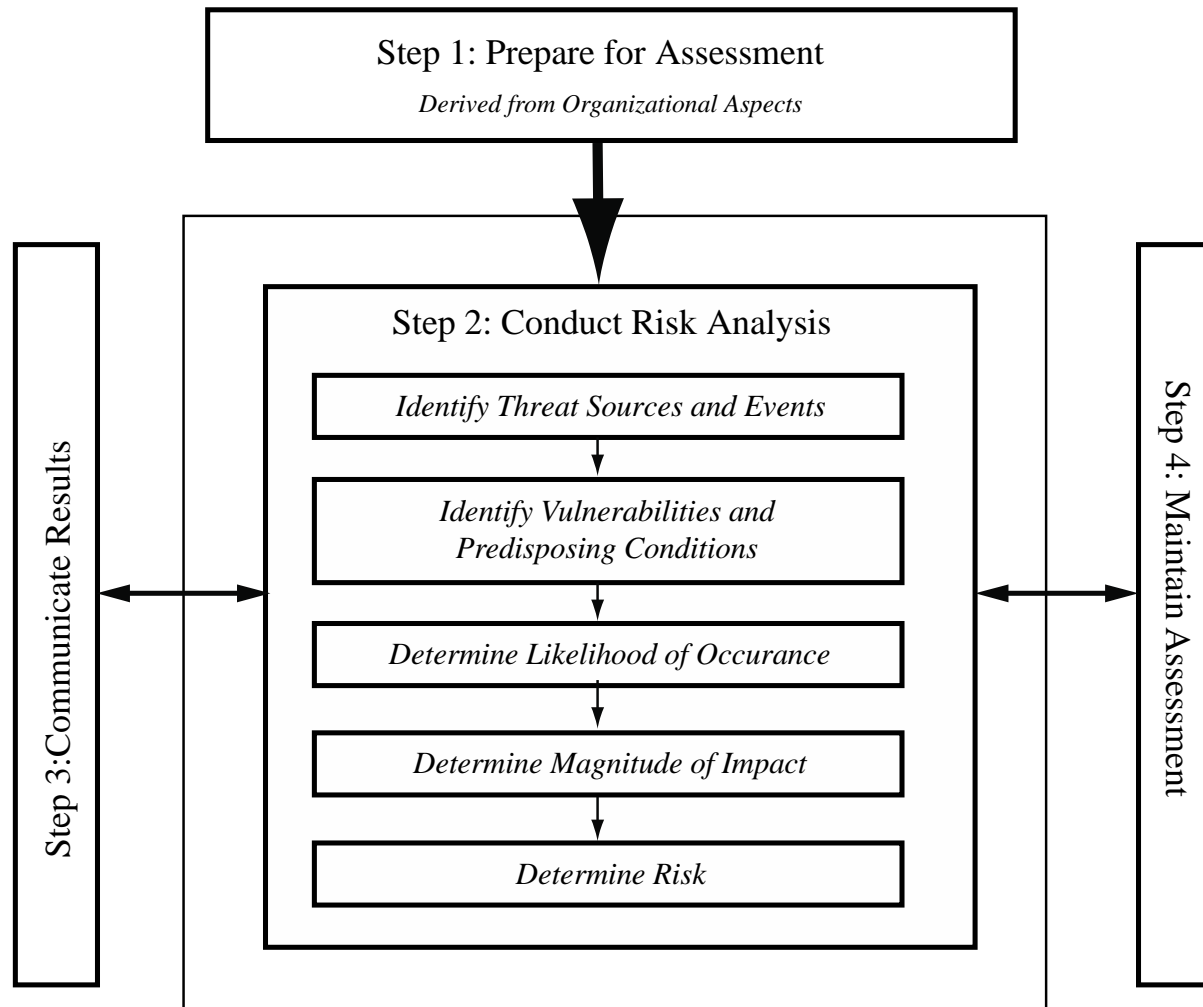 Step 1: Prepare for Assessment
Derived from Organizational Aspects
Step 2: Conduct Risk Analysis
Identify Threat Sources and Events
Identify Vulnerabilities and
Predisposing Conditions
Determine Likelihood of Occurance
Determine Magnitude of Impact
Determine Risk
Step 3:Communicate Results
Step 4: Maintain Assessment